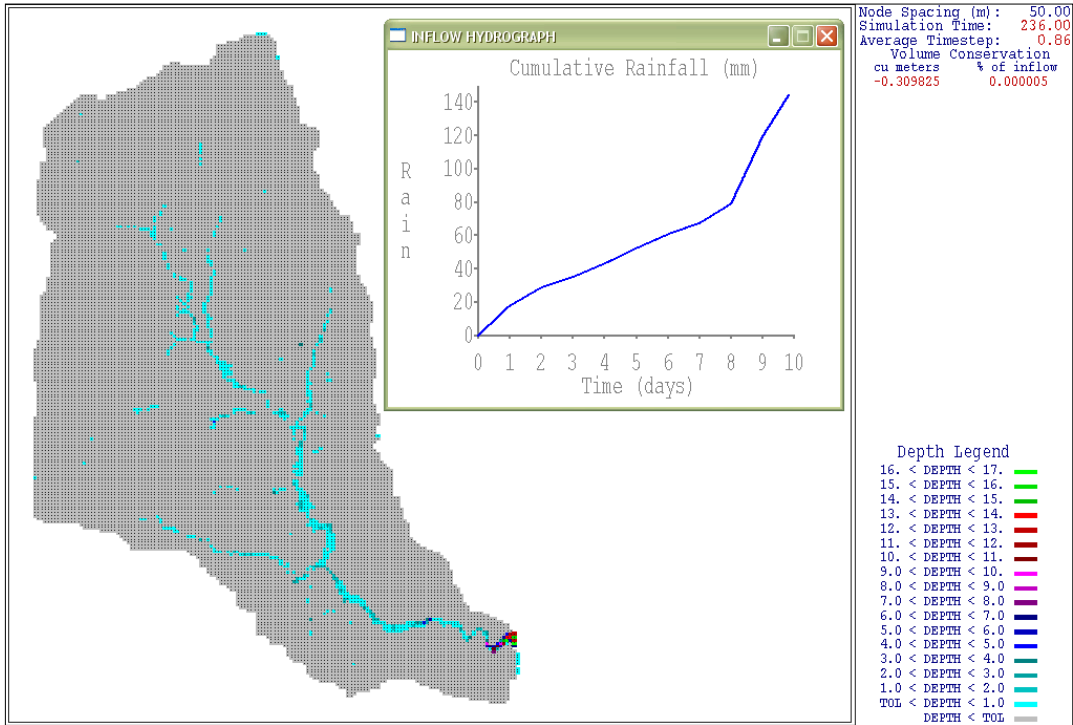 Node Spacing (m): 50.00
Simulation Time: 236.00
Average Timestep: 0.86
Volume Conservation
cu meters % of inflow
-0.309825 0.000005
INFLOW HYDROGRAPH
Cumulative Rainfall (mm)
140
120
100
80
60
40
20
0
Rain
0 1 2 3 4 5 6 7 8 9 10
Time (days)
Depth Legend
16. < DEPTH < 17.
15. < DEPTH < 16.
14. < DEPTH < 15.
13. < DEPTH < 14.
12. < DEPTH < 13.
11. < DEPTH < 12.
10. < DEPTH < 11.
9.0 < DEPTH < 10.
8.0 < DEPTH < 9.0
7.0 < DEPTH < 8.0
6.0 < DEPTH < 7.0
5.0 < DEPTH < 6.0
4.0 < DEPTH < 5.0
3.0 < DEPTH < 4.0
2.0 < DEPTH < 3.0
1.0 < DEPTH < 2.0
TOL < DEPTH < 1.0
DEPTH < TOL